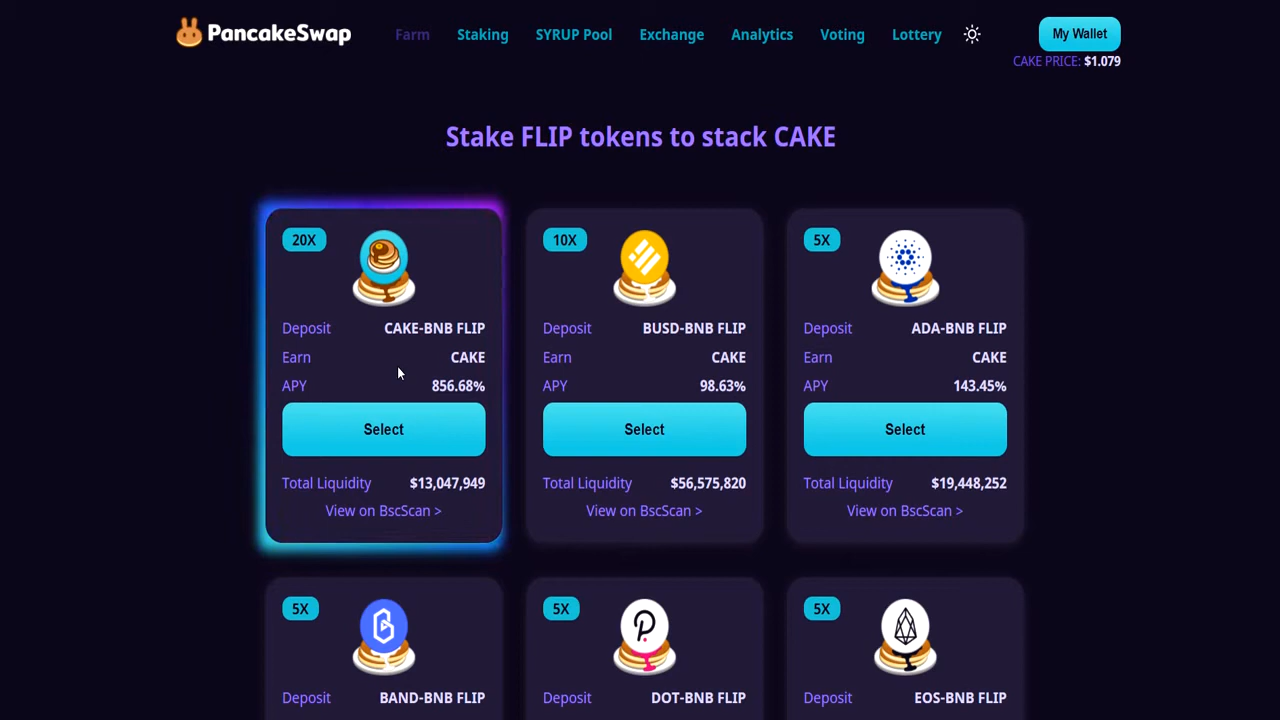 PancakeSwap Farm Staking SYRUP Pool Exchange Analytics Voting Lottery My Wallet
CAKE PRICE: $1.079
Stake FLIP tokens to stack CAKE
20X
Deposit CAKE-BNB FLIP
Earn CAKE
APY 856.68%
Select
Total Liquidity $13,047,949
View on BscScan >
10X
Deposit BUSD-BNB FLIP
Earn CAKE
APY 98.63%
Select
Total Liquidity $56,575,820
View on BscScan >
5X
Deposit ADA-BNB FLIP
Earn CAKE
APY 143.45%
Select
Total Liquidity $19,448,252
View on BscScan >
5X
Deposit BAND-BNB FLIP
5X
Deposit DOT-BNB FLIP
5X
Deposit EOS-BNB FLIP